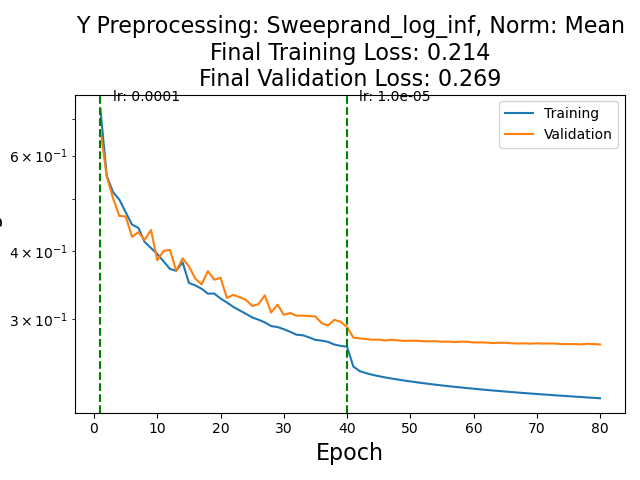 Y Preprocessing: Sweeprand_log_inf, Norm: Mean
Final Training Loss: 0.214
Final Validation Loss: 0.269
lr: 0.0001
lr: 1.0e-05
Training
Validation
6 × 10⁻¹
4 × 10⁻¹
3 × 10⁻¹
0 10 20 30 40 50 60 70 80
Epoch